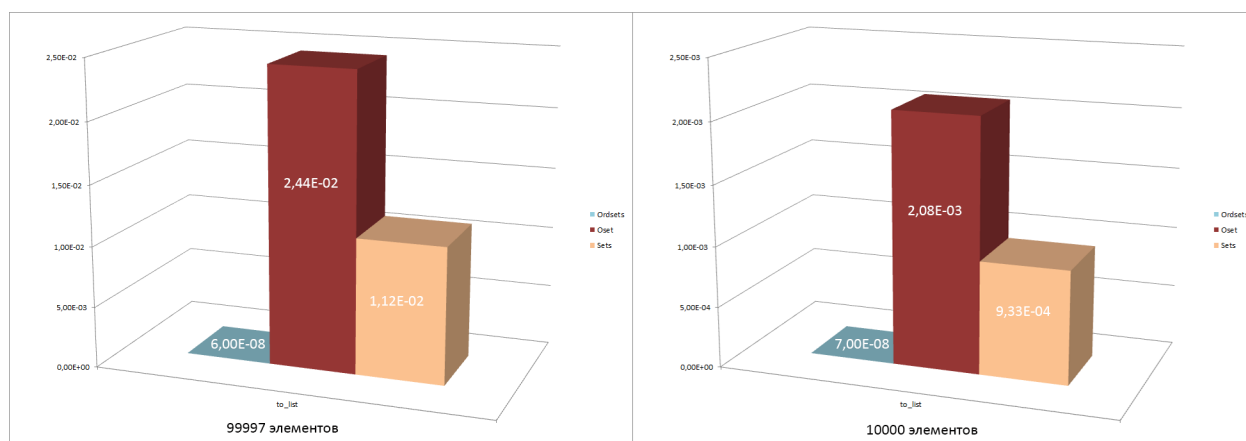 2,50E-02
2,00E-02
1,50E-02
1,00E-02
5,00E-03
0,00E+00
2,44E-02
1,12E-02
6,00E-08
Ordsets
Oset
Sets
to_list
99997 элементов
2,50E-03
2,00E-03
1,50E-03
1,00E-03
5,00E-04
0,00E+00
2,08E-03
9,33E-04
7,00E-08
Ordsets
Oset
Sets
to_list
10000 элементов